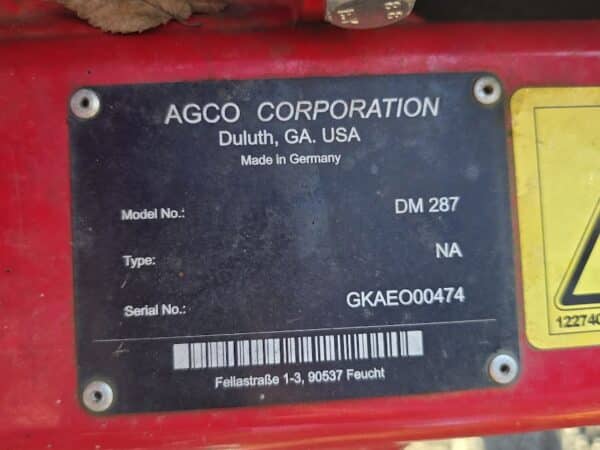 AGCO CORPORATION
Duluth, GA. USA
Made in Germany
Model No.: DM 287
Type: NA
Serial No.: GKAEO00474
Fellastraße 1-3, 90537 Feucht